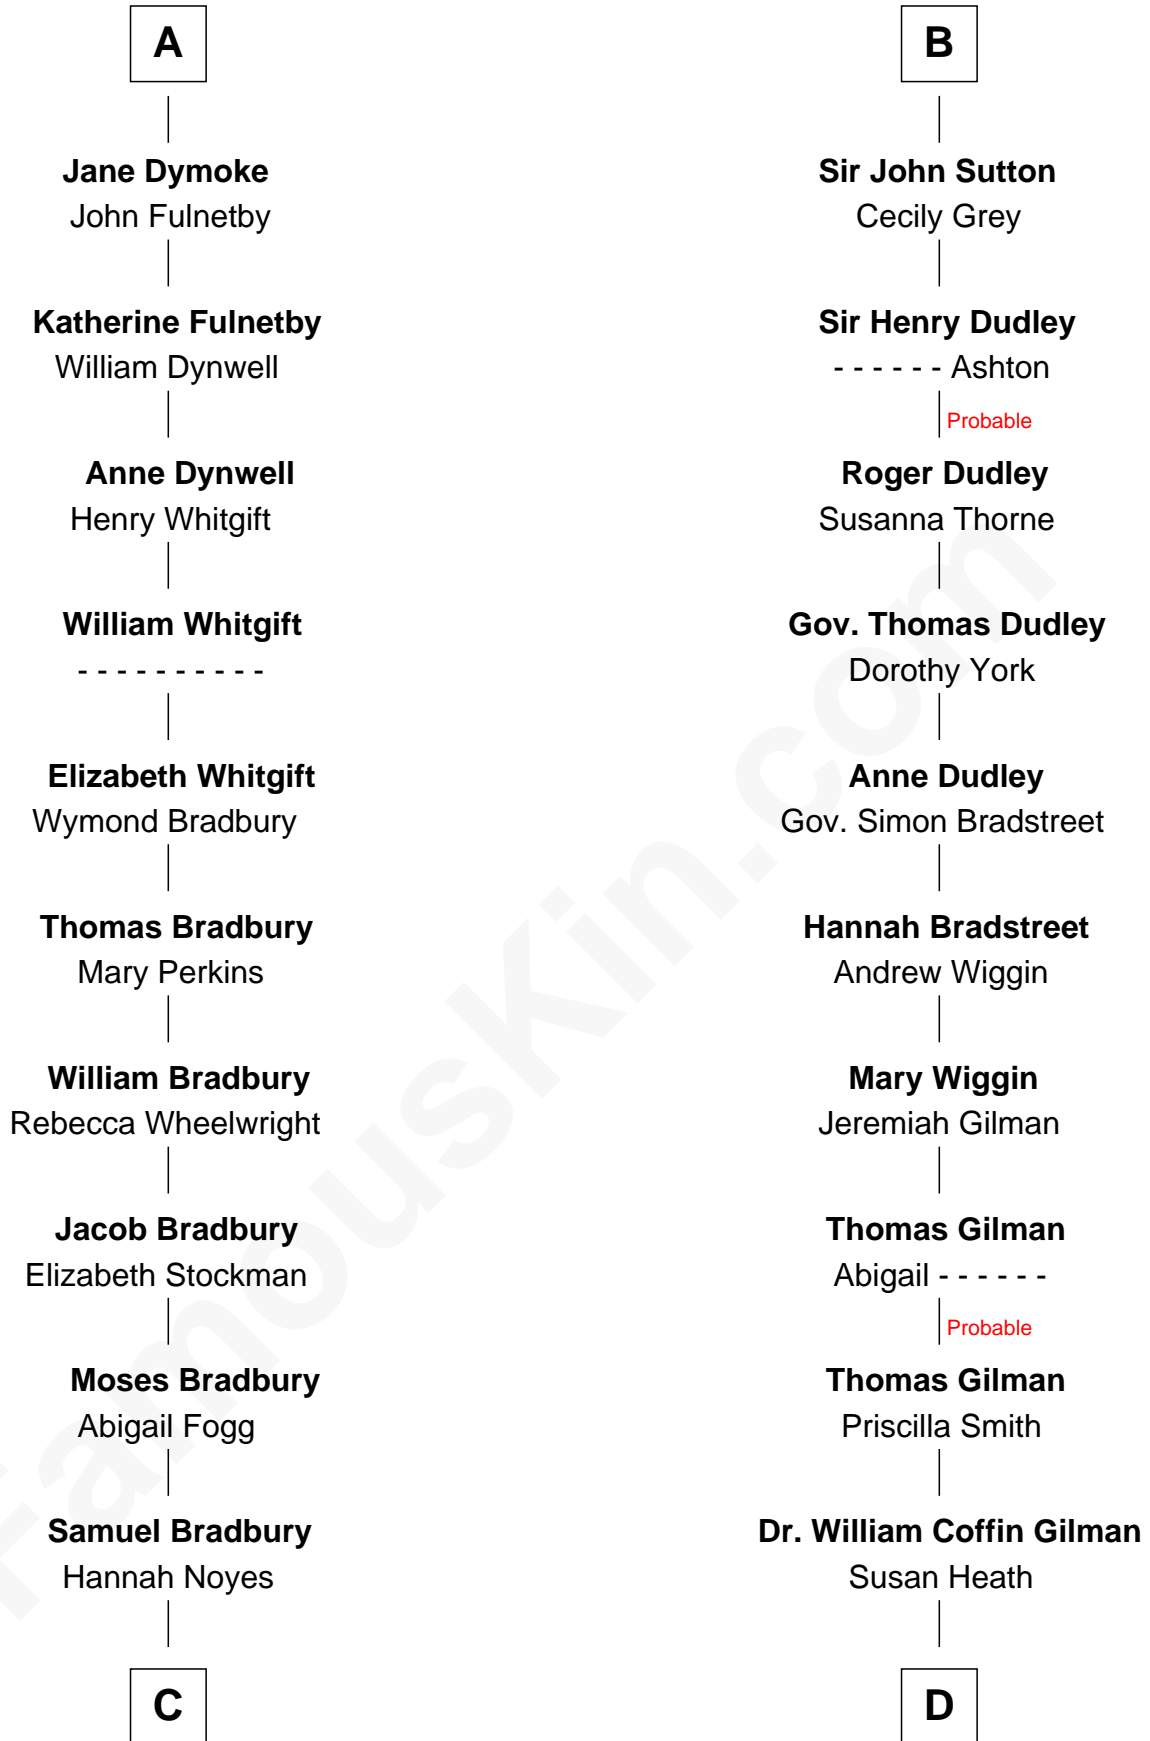 A
Jane Dymoke
John Fulnetby
Katherine Fulnetby
William Dynwell
Anne Dynwell
Henry Whitgift
William Whitgift
- - - - - - - - - -
Elizabeth Whitgift
Wymond Bradbury
Thomas Bradbury
Mary Perkins
William Bradbury
Rebecca Wheelwright
Jacob Bradbury
Elizabeth Stockman
Moses Bradbury
Abigail Fogg
Samuel Bradbury
Hannah Noyes
C
B
Sir John Sutton
Cecily Grey
Sir Henry Dudley
- - - - - - Ashton
Probable
Roger Dudley
Susanna Thorne
Gov. Thomas Dudley
Dorothy York
Anne Dudley
Gov. Simon Bradstreet
Hannah Bradstreet
Andrew Wiggin
Mary Wiggin
Jeremiah Gilman
Thomas Gilman
Abigail - - - - - -
Probable
Thomas Gilman
Priscilla Smith
Dr. William Coffin Gilman
Susan Heath
D
FamousKin.com